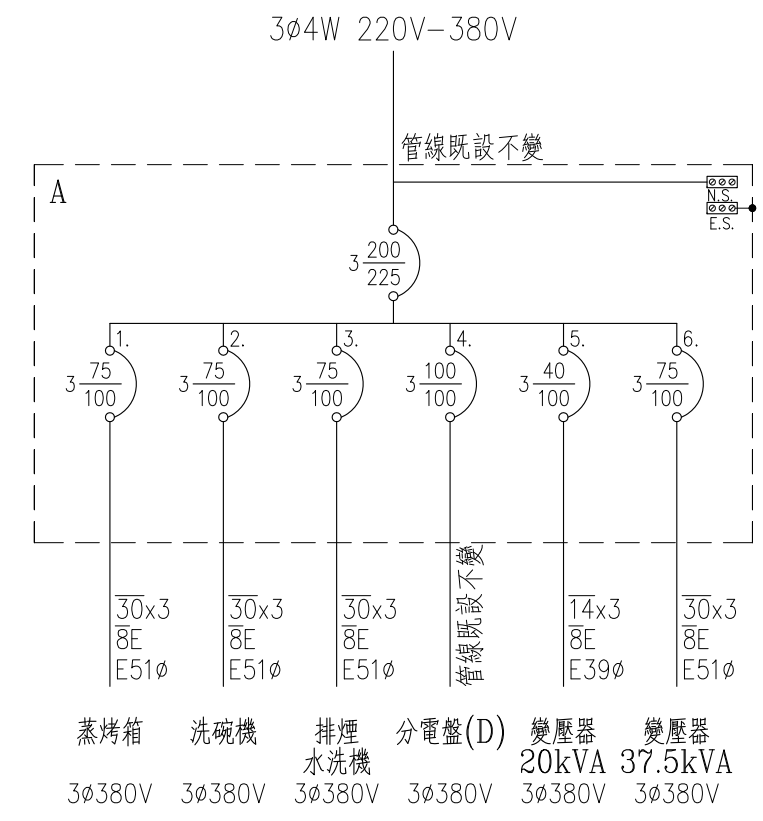 3ø4W 220V-380V
管線既設不變
A
N.S.
E.S.
3 200/225
1. 2. 3. 4. 5. 6.
3 75/100 3 75/100 3 75/100 3 100/100 3 40/100 3 75/100
管線既設不變
30x3 30x3 30x3 14x3 30x3
8E 8E 8E 8E 8E
E51ø E51ø E51ø E39ø E51ø
蒸烤箱 洗碗機 排煙 分電盤(D) 變壓器 變壓器
水洗機 20kVA 37.5kVA
3ø380V 3ø380V 3ø380V 3ø380V 3ø380V 3ø380V